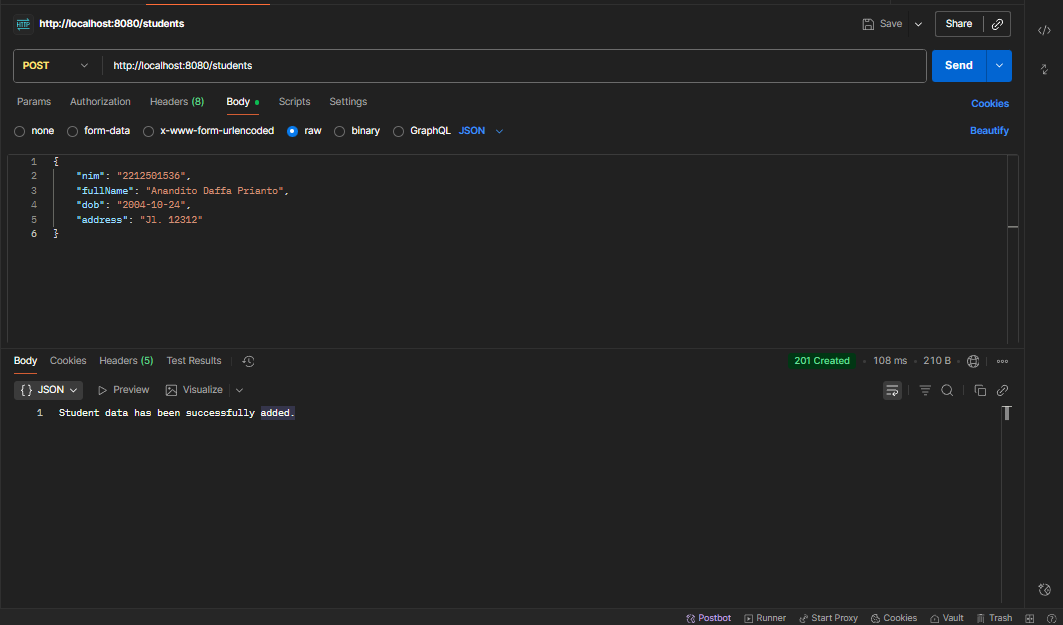 HTTP http://localhost:8080/students Save Share
POST http://localhost:8080/students Send
Params Authorization Headers (8) Body Scripts Settings Cookies
none form-data x-www-form-urlencoded raw binary GraphQL JSON Beautify
1 {
2 "nim": "2212501536",
3 "fullName": "Anandito Daffa Prianto",
4 "dob": "2004-10-24",
5 "address": "Jl. 12312"
6 }
Body Cookies Headers (5) Test Results 201 Created 108 ms 210 B
{ } JSON Preview Visualize
1 Student data has been successfully added.
Postbot Runner Start Proxy Cookies Vault Trash